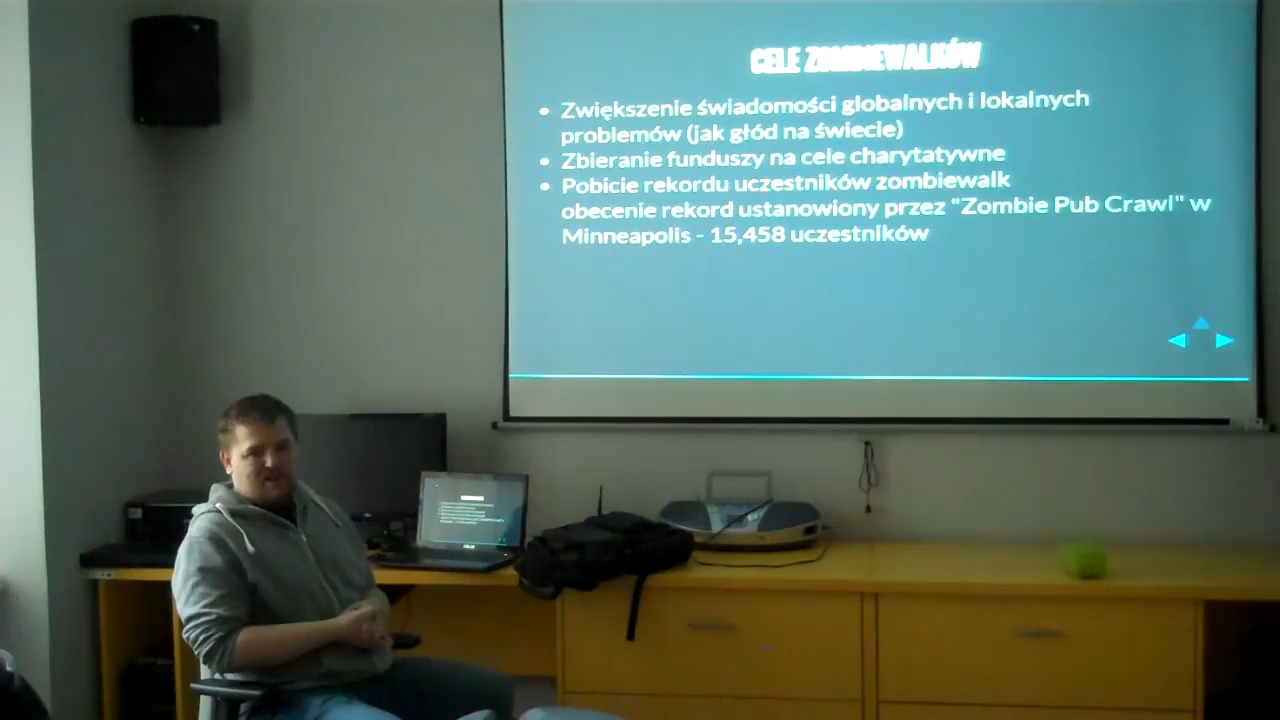 CELE ZOMBIEWALKÓW
• Zwiększenie świadomości globalnych i lokalnych
problemów (jak głód na świecie)
• Zbieranie funduszy na cele charytatywne
• Pobicie rekordu uczestników zombiewalk
obecenie rekord ustanowiony przez "Zombie Pub Crawl" w
Minneapolis - 15,458 uczestników